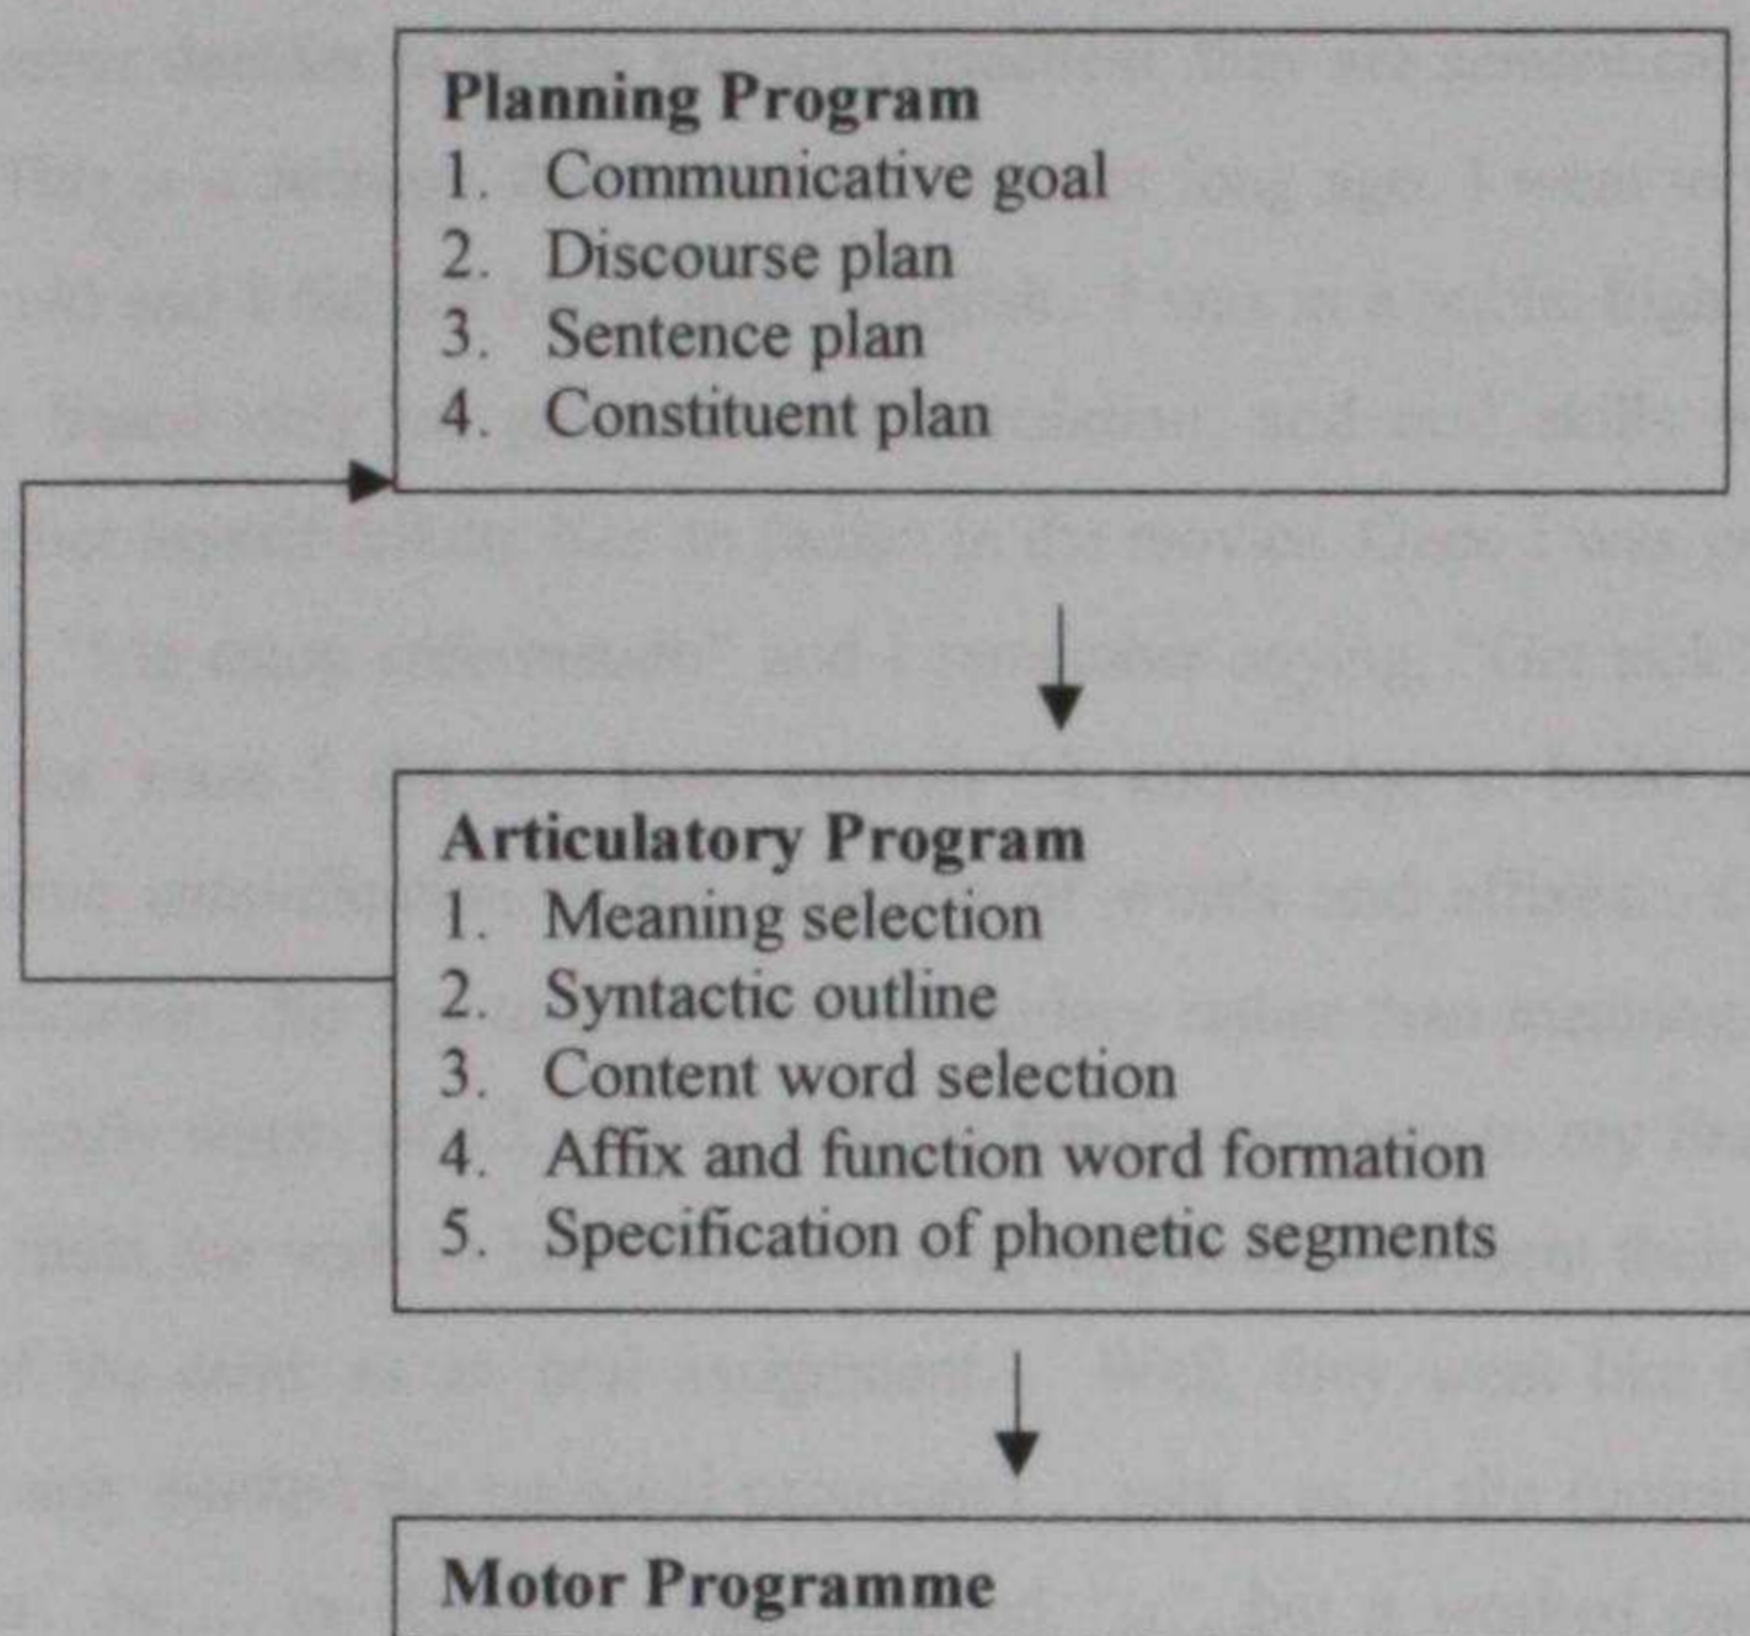 Planning Program
1. Communicative goal
2. Discourse plan
3. Sentence plan
4. Constituent plan
Articulatory Program
1. Meaning selection
2. Syntactic outline
3. Content word selection
4. Affix and function word formation
5. Specification of phonetic segments
Motor Programme